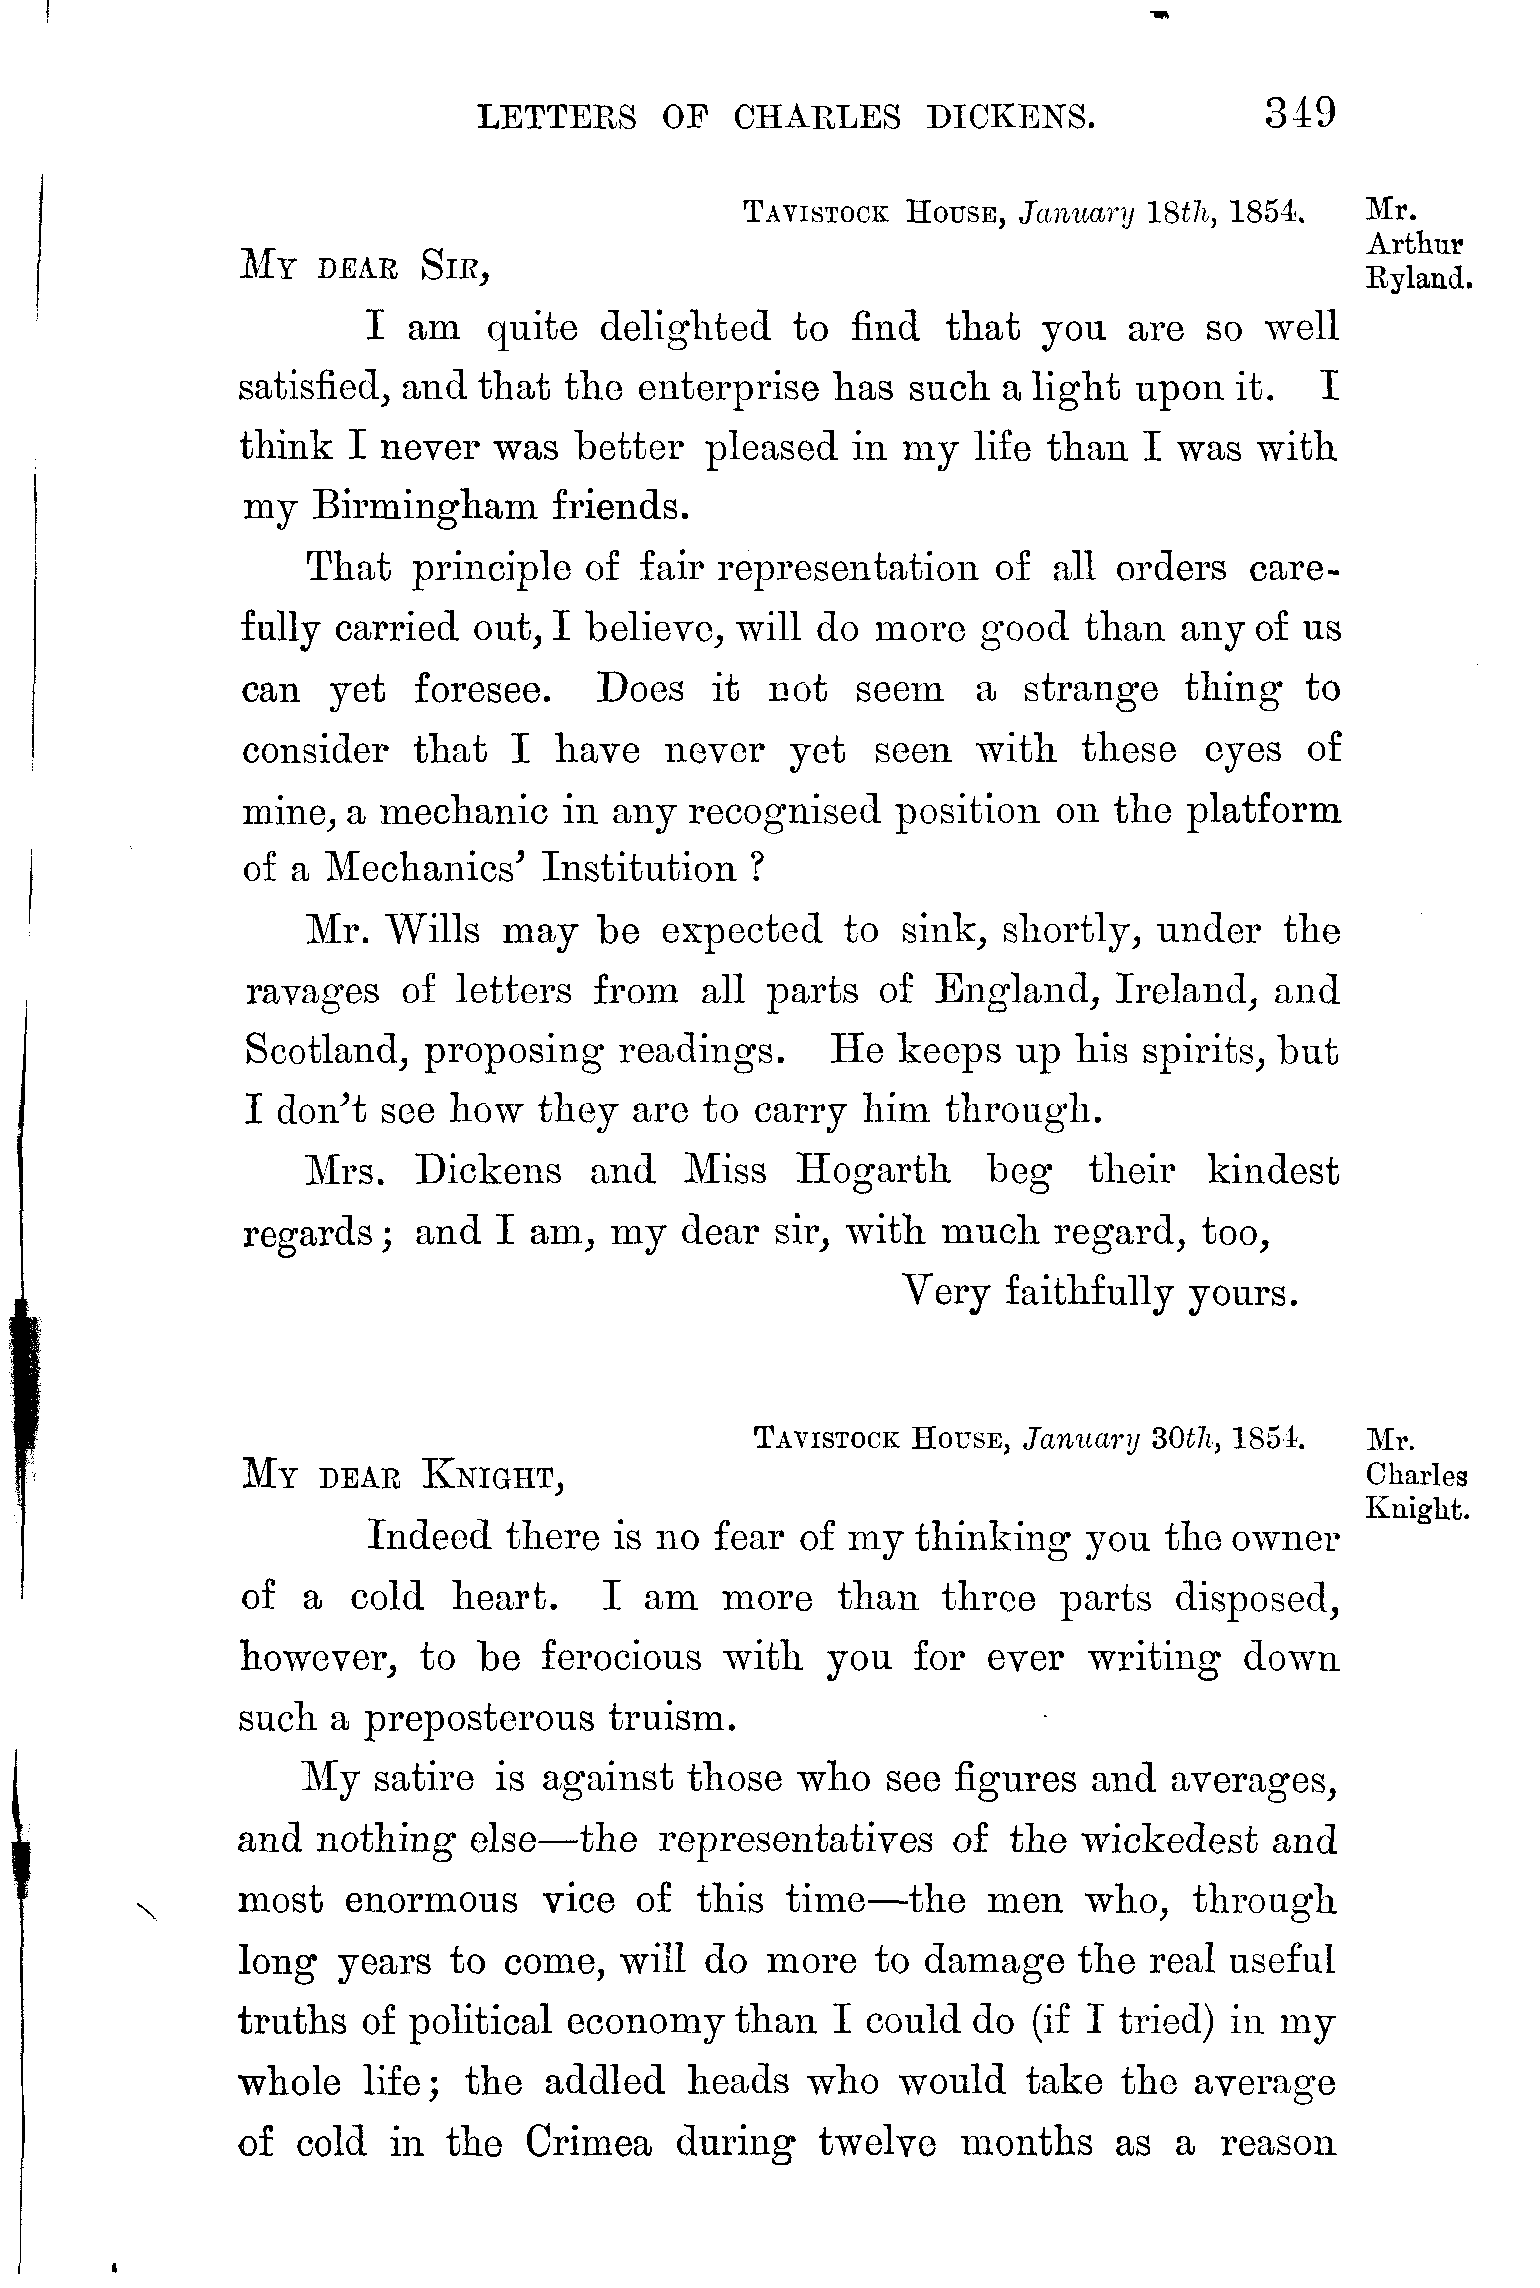 LETTERS OF CHARLES DICKENS. 349
TAVISTOCK HOUSE, January 18th, 1854.
Mr.
Arthur
Ryland.
MY DEAR SIR,
I am quite delighted to find that you are so well
satisfied, and that the enterprise has such a light upon it. I
think I never was better pleased in my life than I was with
my Birmingham friends.
That principle of fair representation of all orders care-
fully carried out, I believe, will do more good than any of us
can yet foresee. Does it not seem a strange thing to
consider that I have never yet seen with these eyes of
mine, a mechanic in any recognised position on the platform
of a Mechanics' Institution ?
Mr. Wills may be expected to sink, shortly, under the
ravages of letters from all parts of England, Ireland, and
Scotland, proposing readings. He keeps up his spirits, but
I don't see how they are to carry him through.
Mrs. Dickens and Miss Hogarth beg their kindest
regards; and I am, my dear sir, with much regard, too,
Very faithfully yours.
TAVISTOCK HOUSE, January 30th, 1854.
Mr.
Charles
Knight.
MY DEAR KNIGHT,
Indeed there is no fear of my thinking you the owner
of a cold heart. I am more than three parts disposed,
however, to be ferocious with you for ever writing down
such a preposterous truism.
My satire is against those who see figures and averages,
and nothing else—the representatives of the wickedest and
most enormous vice of this time—the men who, through
long years to come, will do more to damage the real useful
truths of political economy than I could do (if I tried) in my
whole life; the addled heads who would take the average
of cold in the Crimea during twelve months as a reason